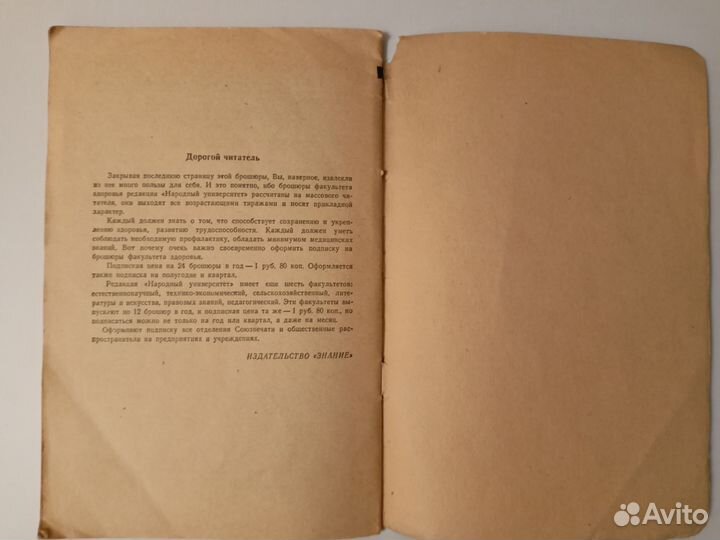 Дорогой читатель
Закрывая последнюю страницу этой брошюры, Вы, наверное, извлекли
из нее много пользы для себя. И это понятно, ибо брошюры факультета
здоровья редакции «Народный университет» рассчитаны на массового чи-
тателя, они выходят все возрастающими тиражами и носят прикладной
характер.
Каждый должен знать о том, что способствует сохранению и укреп-
лению здоровья, развитию трудоспособности. Каждый должен уметь
соблюдать необходимую профилактику, обладать минимумом медицинских
знаний. Вот почему очень важно своевременно оформить подписку на
брошюры факультета здоровья.
Подписная цена на 24 брошюры в год — 1 руб. 80 коп. Оформляется
также подписка на полугодие и квартал.
Редакция «Народный университет» имеет еще шесть факультетов:
естественнонаучный, технико-экономический, сельскохозяйственный, лите-
ратуры и искусства, правовых знаний, педагогический. Эти факультеты вы-
пускают по 12 брошюр в год, и подписная цена та же — 1 руб. 80 коп., но
подписаться можно не только на год или квартал, а даже на месяц.
Оформляют подписку все отделения Союзпечати и общественные рас-
пространители на предприятиях и учреждениях.
ИЗДАТЕЛЬСТВО «ЗНАНИЕ»
Avito